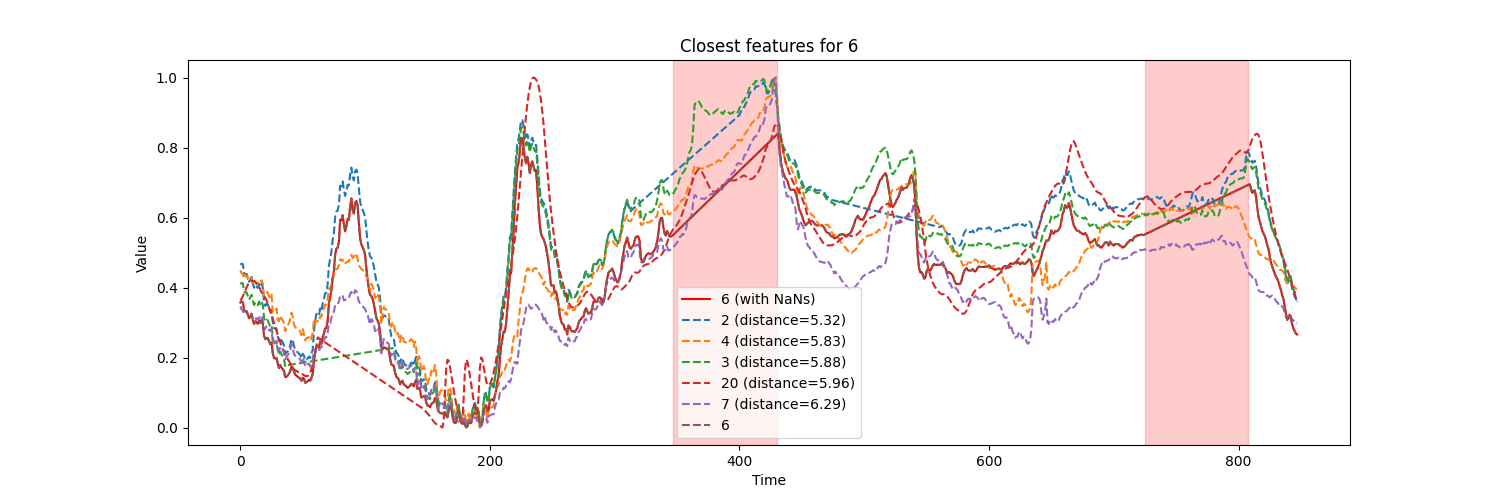 Closest features for 6
1.0
0.8
0.6
0.4
0.2
0.0
Value
6 (with NaNs)
2 (distance=5.32)
4 (distance=5.83)
3 (distance=5.88)
20 (distance=5.96)
7 (distance=6.29)
6
0 200 400 600 800
Time